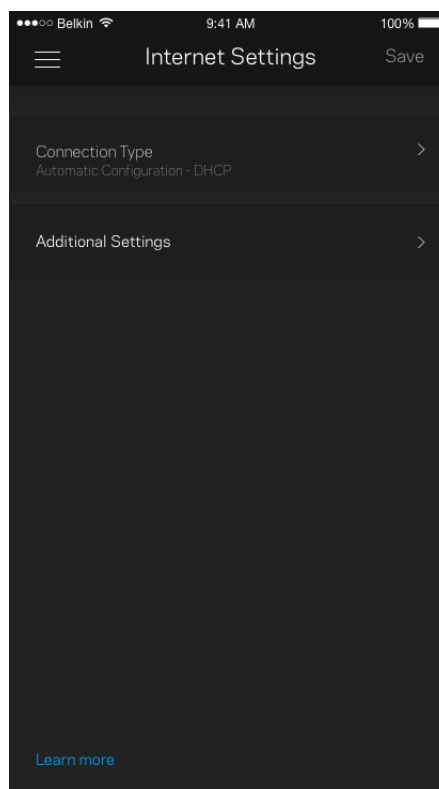 Belkin 9:41 AM 100%
Internet Settings Save
Connection Type
Automatic Configuration - DHCP
Additional Settings
Learn more